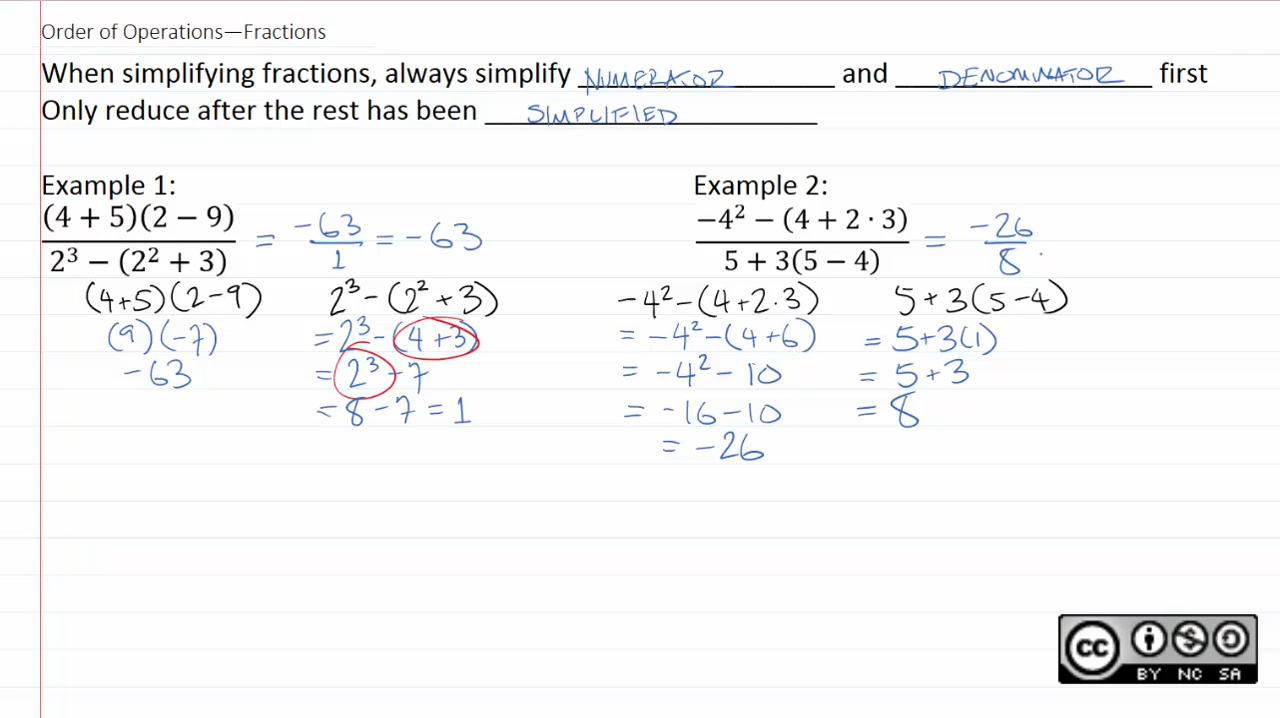 Order of Operations—Fractions
When simplifying fractions, always simplify NUMERATOR and DENOMINATOR first
Only reduce after the rest has been SIMPLIFIED
Example 1:
(4 + 5)(2 − 9) / 2³ − (2² + 3) = −63/1 = −63
(4+5)(2−9)
(9)(−7)
−63
2³−(2²+3)
=2³−(4+3)
=2³−7
=8−7=1
Example 2:
−4² − (4 + 2 · 3) / 5 + 3(5 − 4) = −26/8
−4²−(4+2·3)
=−4²−(4+6)
=−4²−10
=−16−10
=−26
5+3(5−4)
=5+3(1)
=5+3
=8
cc
BY NC SA